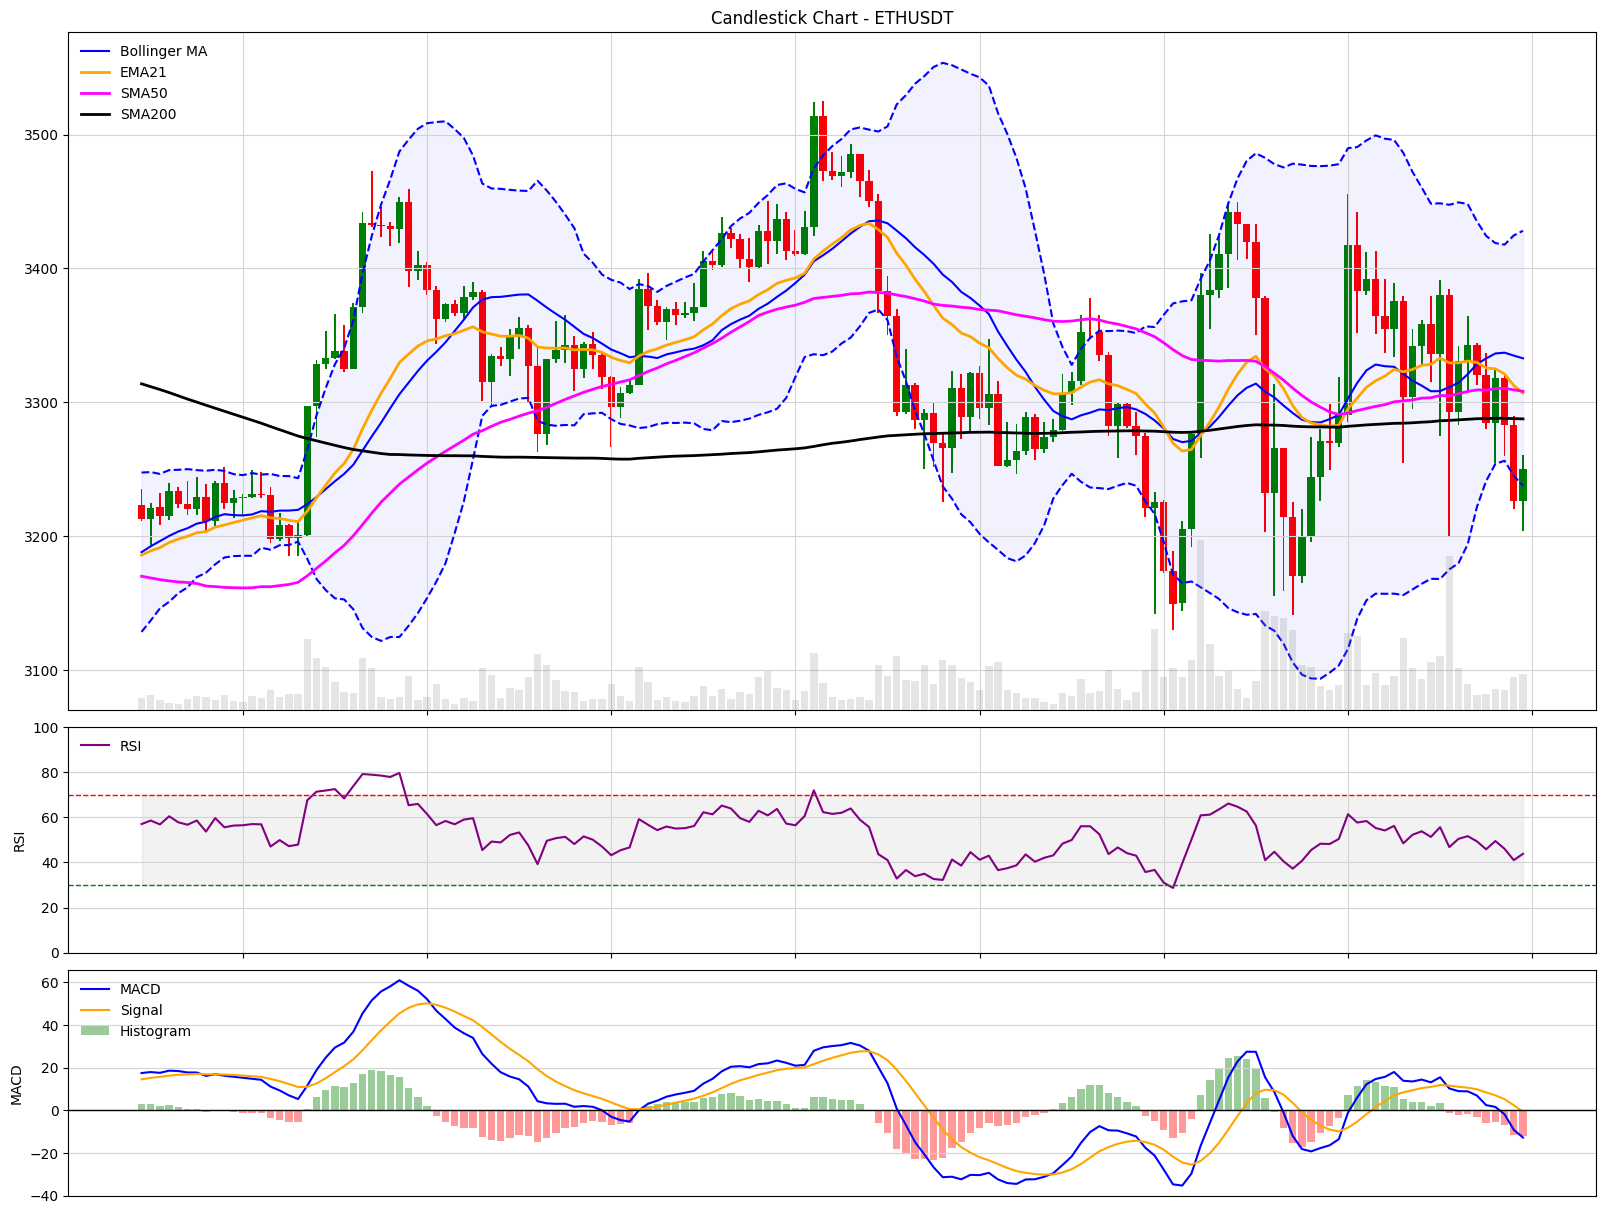 Candlestick Chart - ETHUSDT
Bollinger MA
EMA21
SMA50
SMA200
3500
3400
3300
3200
3100
100
80
60
40
20
0
RSI
RSI
60
40
20
0
−20
−40
MACD
MACD
Signal
Histogram